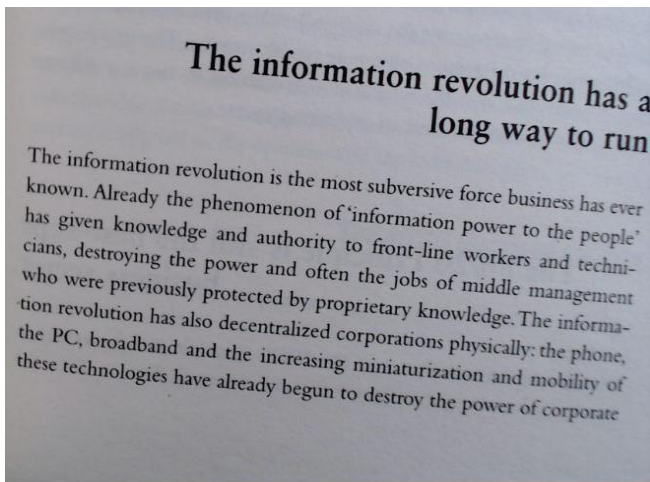 The information revolution has a
long way to run
The information revolution is the most subversive force business has ever
known. Already the phenomenon of ‘information power to the people’
has given knowledge and authority to front-line workers and techni-
cians, destroying the power and often the jobs of middle management
who were previously protected by proprietary knowledge. The informa-
tion revolution has also decentralized corporations physically: the phone,
the PC, broadband and the increasing miniaturization and mobility of
these technologies have already begun to destroy the power of corporate